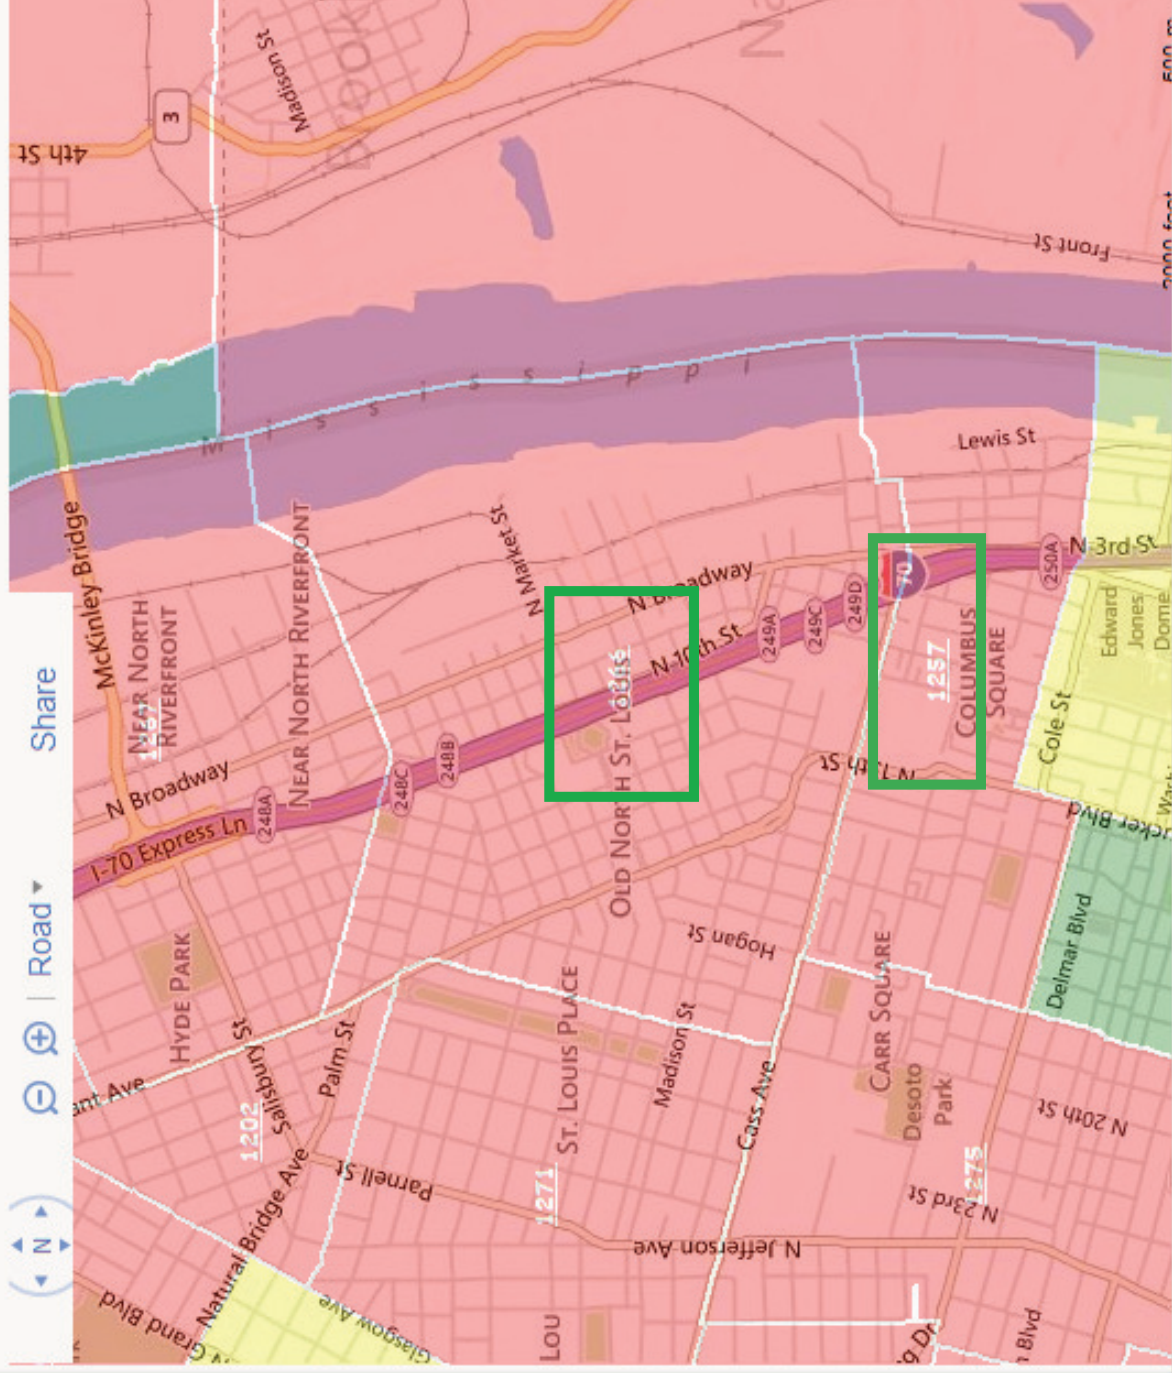 4th St
3
Madison St
Front St
McKinley Bridge
Mississippi
Lewis St
N 3rd St
250A
70
N Market St
NEAR NORTH
RIVERFRONT
NEAR NORTH RIVERFRONT
N Broadway
N Broadway
N 10th St
249A
249C
249D
1257
COLUMBUS
SQUARE
Edward
Jones
Dome
Cole St
Share
I-70 Express Ln
248A
248C
248B
OLD NORTH ST. LOUIS
N 13th St
Delmar Blvd
Road
HYDE PARK
Hogan St
CARR SQUARE
ST. LOUIS PLACE
Salisbury St
Palm St
Madison St
Cass Ave
Desoto
Park
N 20th St
1202
1271
1275
Parnell St
N 23rd St
Natural Bridge Ave
N Jefferson Ave
N
N Grand Blvd
Glasgow Ave
LOU
Blvd